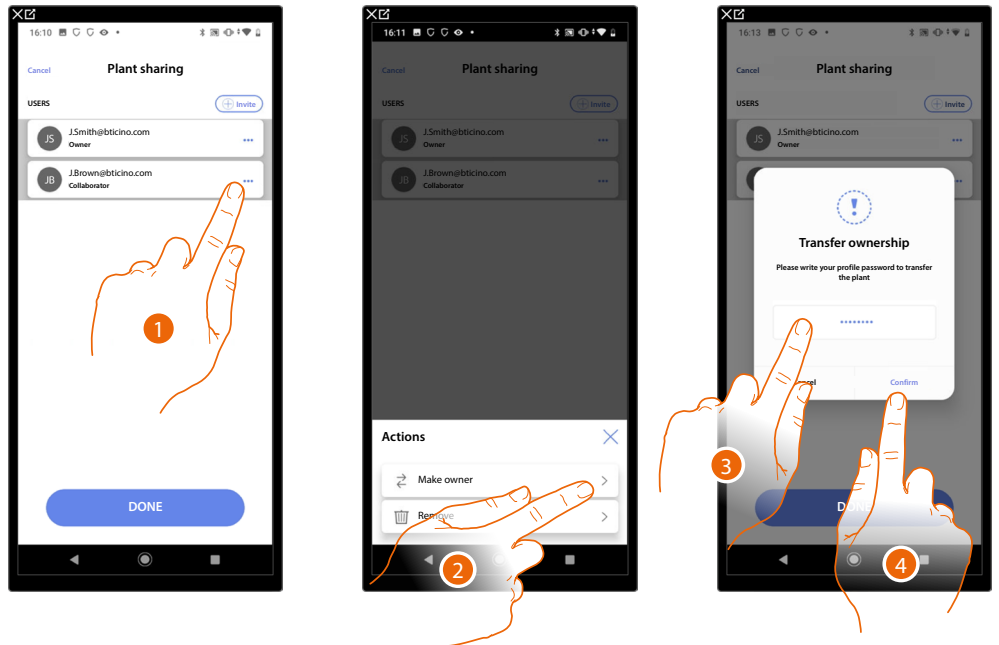 16:10
Cancel
Plant sharing
USERS
Invite
JS
J.Smith@bticino.com
Owner
JB
J.Brown@bticino.com
Collaborator
1
DONE
16:11
Cancel
Plant sharing
USERS
Invite
JS
J.Smith@bticino.com
Owner
JB
J.Brown@bticino.com
Collaborator
Actions
Make owner
Remove
2
16:13
Cancel
Plant sharing
USERS
Invite
JS
J.Smith@bticino.com
Owner
Transfer ownership
Please write your profile password to transfer
the plant
••••••••
Confirm
3
4